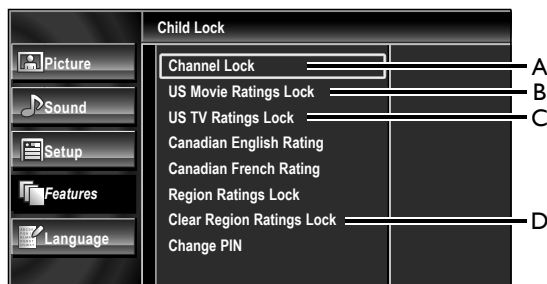 Child Lock
Picture
Sound
Setup
Features
Language
Channel Lock
US Movie Ratings Lock
US TV Ratings Lock
Canadian English Rating
Canadian French Rating
Region Ratings Lock
Clear Region Ratings Lock
Change PIN
A
B
C
D